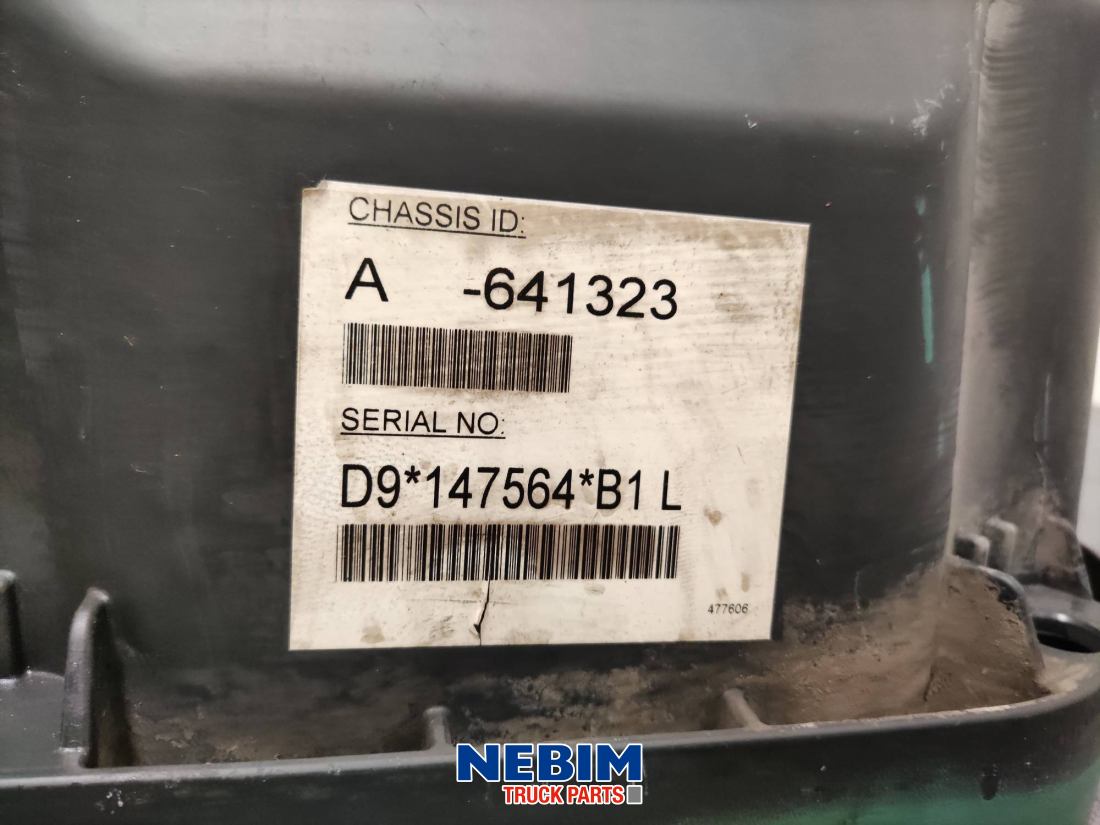 CHASSIS ID:
A -641323
SERIAL NO:
D9*147564*B1 L
477606
NEBIM
TRUCK PARTS